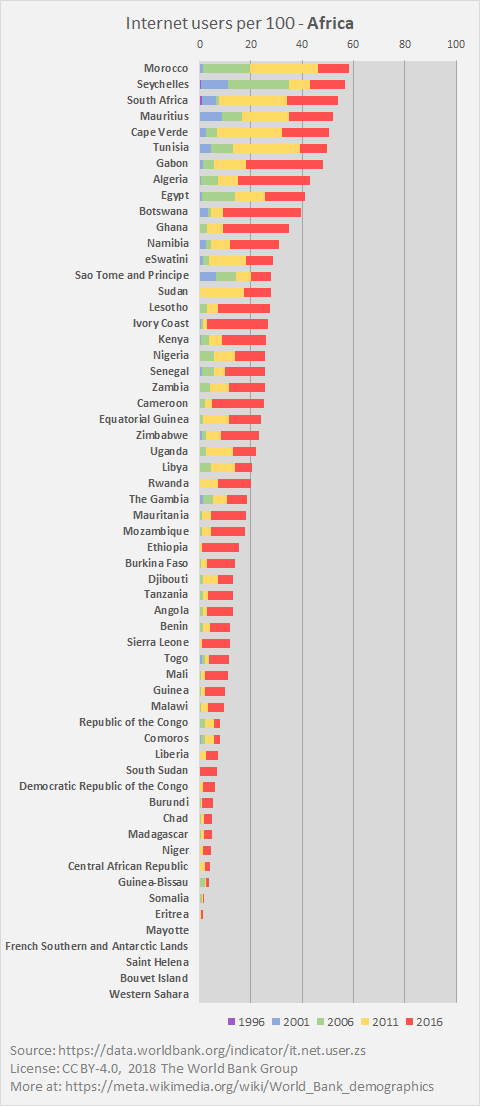 Internet users per 100 - Africa
0 20 40 60 80 100
Morocco
Seychelles
South Africa
Mauritius
Cape Verde
Tunisia
Gabon
Algeria
Egypt
Botswana
Ghana
Namibia
eSwatini
Sao Tome and Principe
Sudan
Lesotho
Ivory Coast
Kenya
Nigeria
Senegal
Zambia
Cameroon
Equatorial Guinea
Zimbabwe
Uganda
Libya
Rwanda
The Gambia
Mauritania
Mozambique
Ethiopia
Burkina Faso
Djibouti
Tanzania
Angola
Benin
Sierra Leone
Togo
Mali
Guinea
Malawi
Republic of the Congo
Comoros
Liberia
South Sudan
Democratic Republic of the Congo
Burundi
Chad
Madagascar
Niger
Central African Republic
Guinea-Bissau
Somalia
Eritrea
Mayotte
French Southern and Antarctic Lands
Saint Helena
Bouvet Island
Western Sahara
1996 2001 2006 2011 2016
Source: https://data.worldbank.org/indicator/it.net.user.zs
License: CC BY-4.0, 2018 The World Bank Group
More at: https://meta.wikimedia.org/wiki/World_Bank_demographics